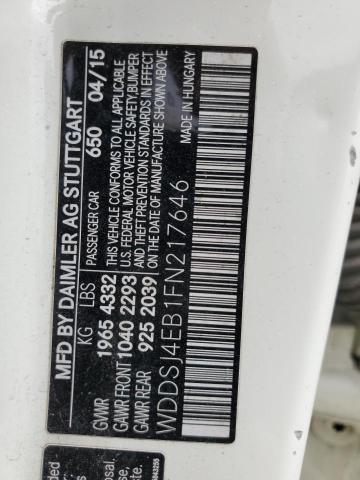 MFD BY DAIMLER AG STUTTGART
PASSENGER CAR 650 04/15
KG LBS
GVWR 1965 4332
GAWR FRONT 1040 2293
GAWR REAR 925 2039
THIS VEHICLE CONFORMS TO ALL APPLICABLE
U.S. FEDERAL MOTOR VEHICLE SAFETY,BUMPER
AND THEFT PREVENTION STANDARDS IN EFFECT
ON THE DATE OF MANUFACTURE SHOWN ABOVE
MADE IN HUNGARY
WDDSJ4EB1FN217646